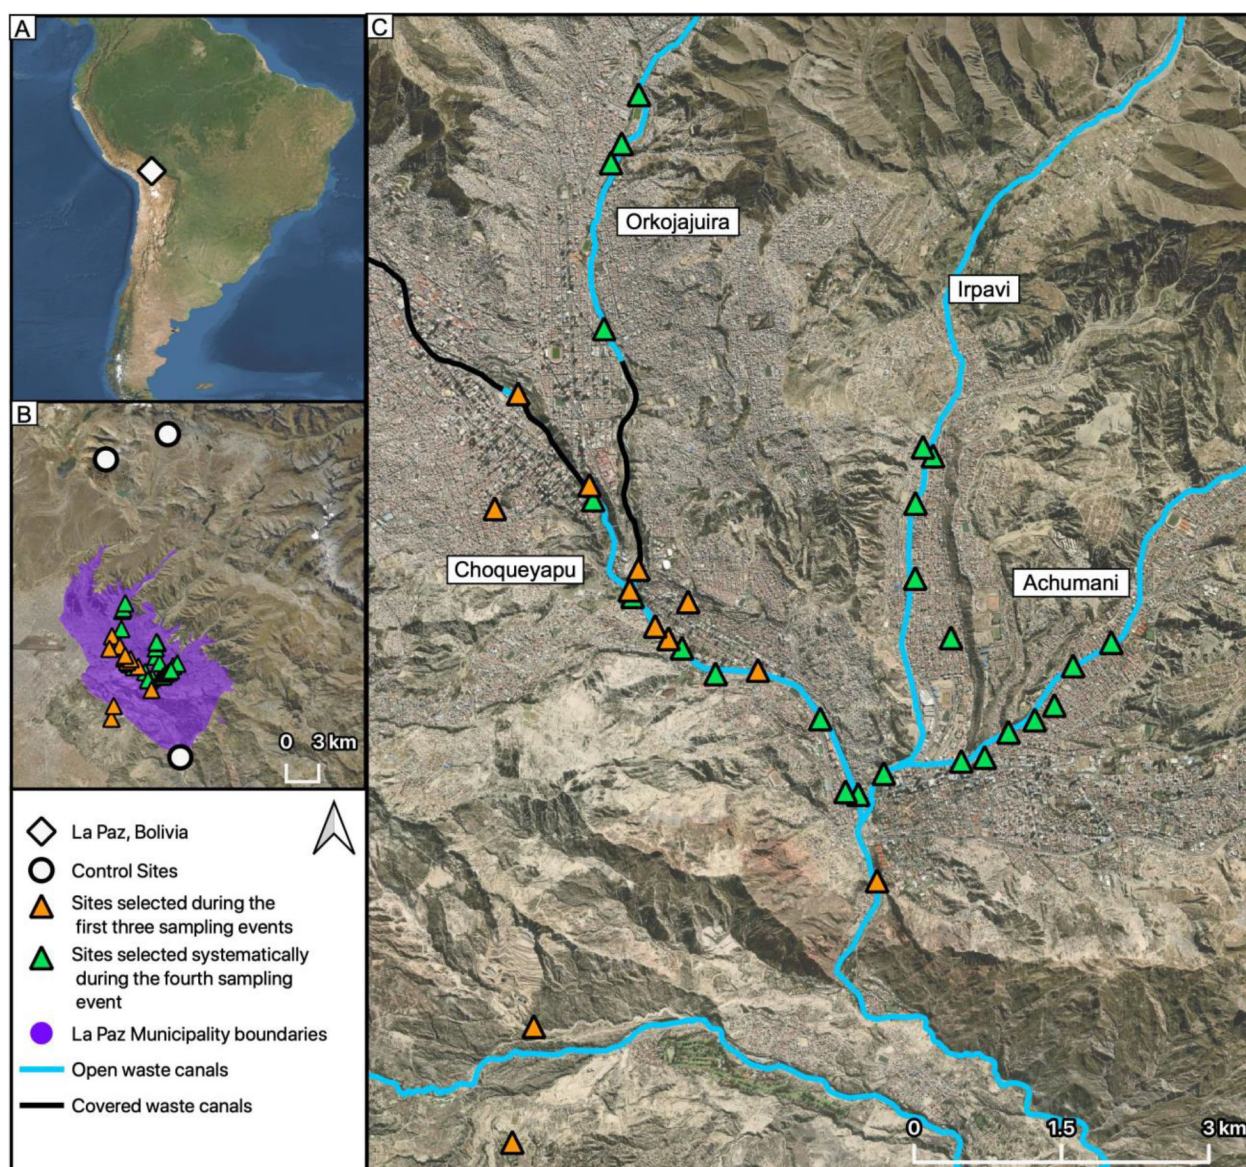 A
C
Orkojajuira
Irpavi
B
Choqueyapu
Achumani
0 3 km
La Paz, Bolivia
Control Sites
Sites selected during the
first three sampling events
Sites selected systematically
during the fourth sampling
event
La Paz Municipality boundaries
Open waste canals
Covered waste canals
0 1.5 3 km